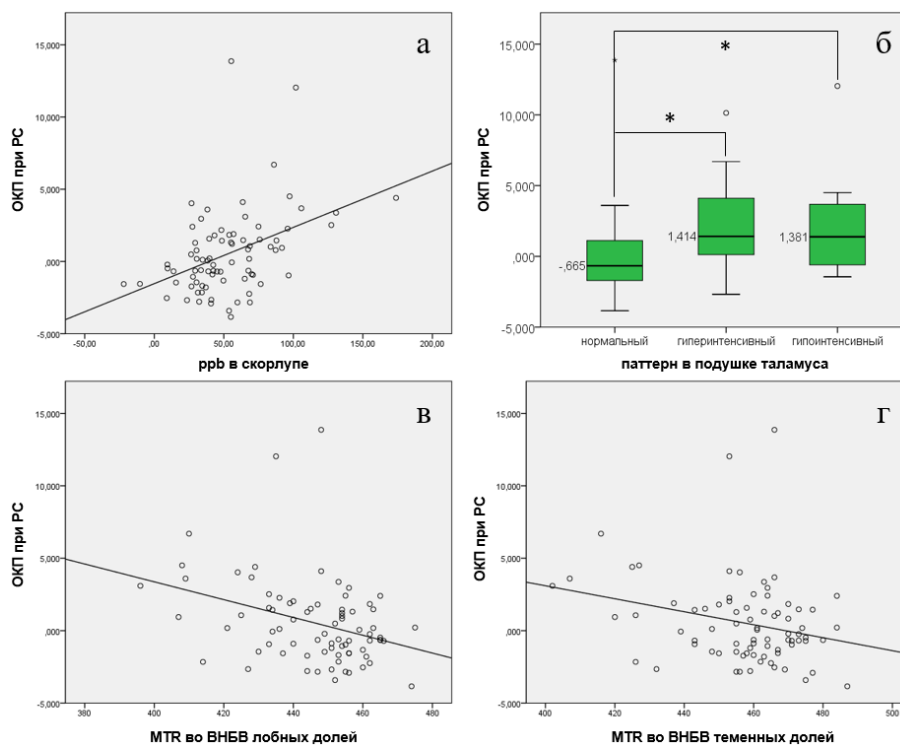 а
ОКП при РС
15,000
10,000
5,000
,000
-5,000
-50,00 ,00 50,00 100,00 150,00 200,00
ppb в скорлупе
б
ОКП при РС
15,000
10,000
5,000
,000
-5,000
*
*
*
-,665
1,414
1,381
нормальный гиперинтенсивный гипоинтенсивный
паттерн в подушке таламуса
в
ОКП при РС
15,000
10,000
5,000
,000
-5,000
380 400 420 440 460 480
MTR во ВНБВ лобных долей
г
ОКП при РС
15,000
10,000
5,000
,000
-5,000
400 420 440 460 480 500
MTR во ВНБВ теменных долей